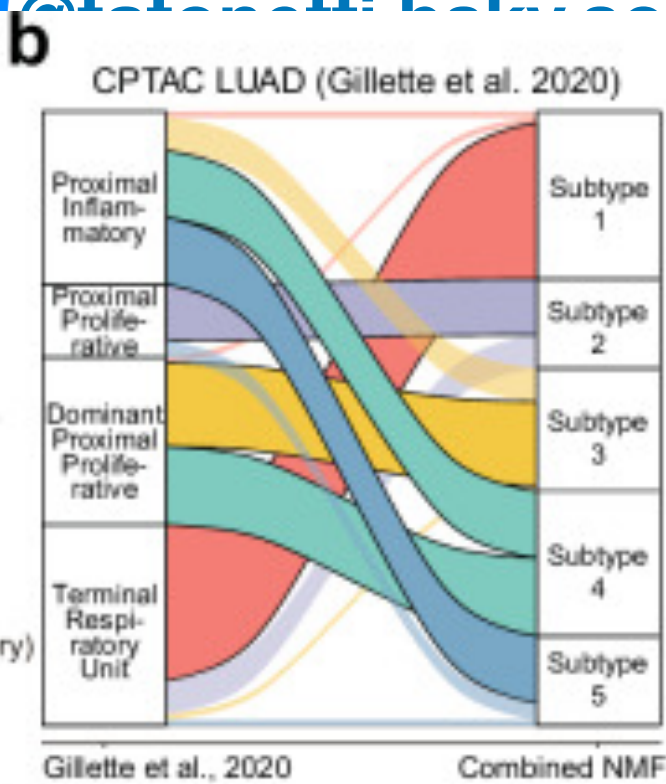 b
CPTAC LUAD (Gillette et al. 2020)
Proximal
Inflam-
matory
Proximal
Prolife-
rative
Dominant
Proximal
Prolife-
rative
Terminal
Respi-
ratory
Unit
Subtype
1
Subtype
2
Subtype
3
Subtype
4
Subtype
5
ry)
Gillette et al., 2020
Combined NMF